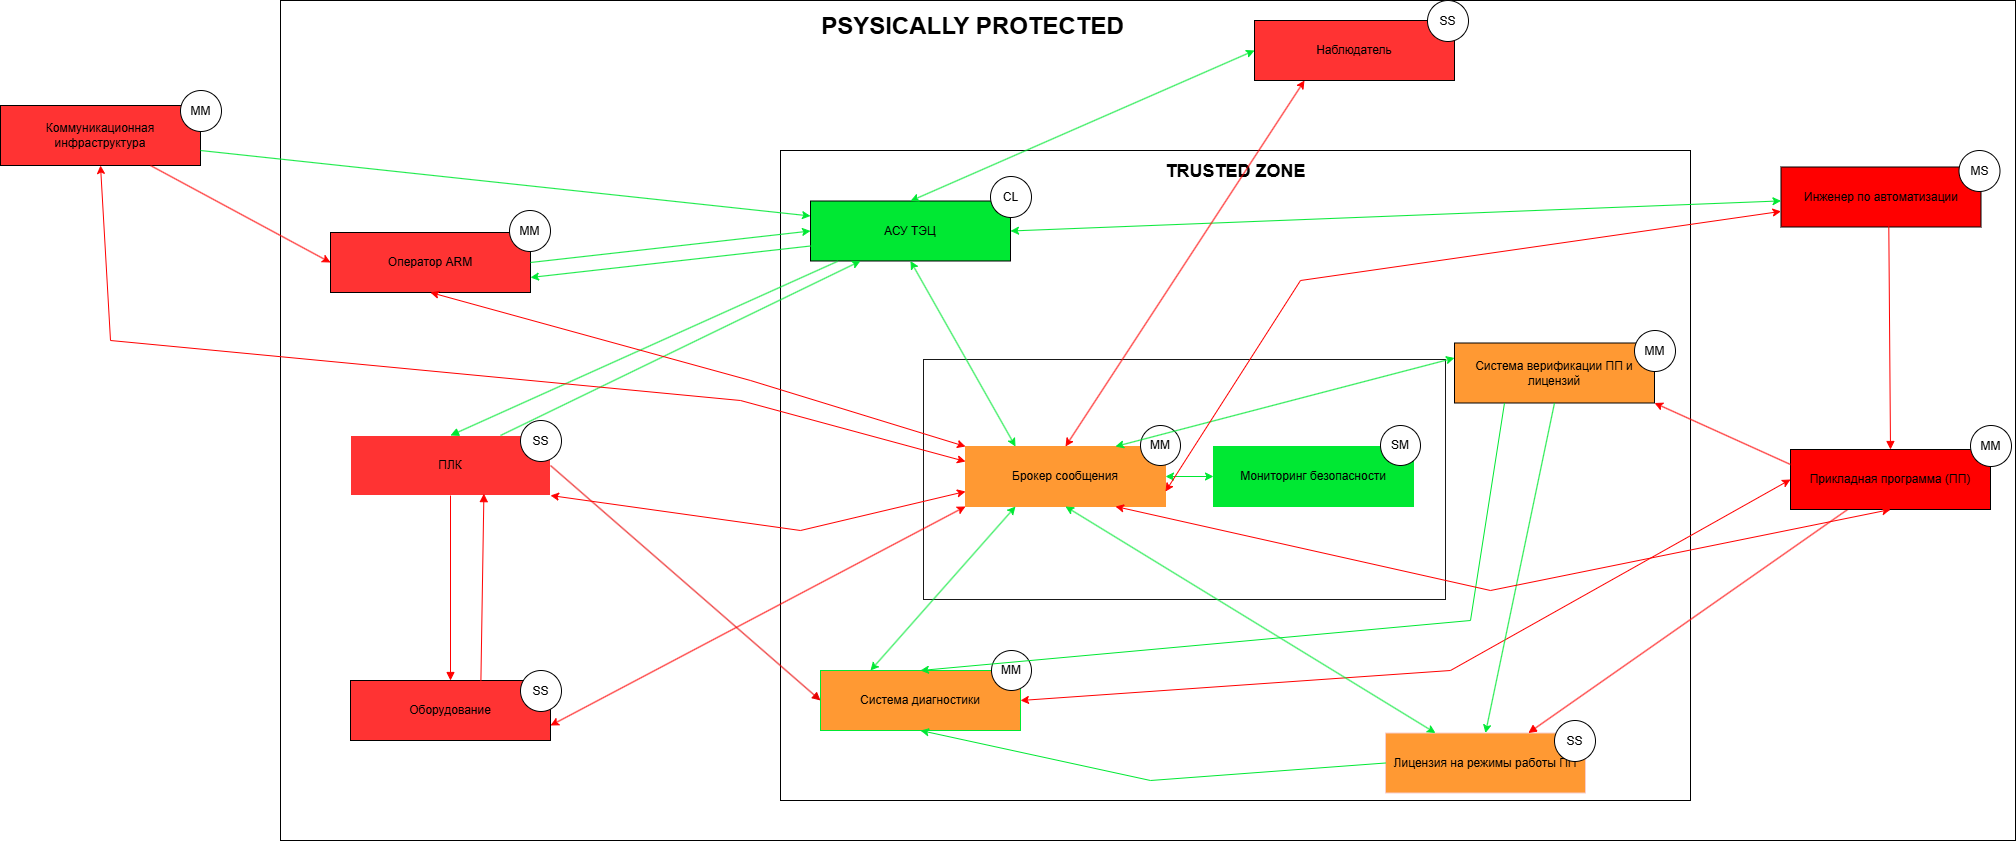 PSYSICALLY PROTECTED
SS
Наблюдатель
MM
Коммуникационная
инфраструктура
TRUSTED ZONE
MS
Инженер по автоматизации
CL
АСУ ТЭЦ
MM
Оператор ARM
MM
Система верификации ПП и
лицензий
SS
ПЛК
MM
Брокер сообщения
SM
Мониторинг безопасности
MM
Прикладная программа (ПП)
SS
Оборудование
MM
Система диагностики
SS
Лицензия на режимы работы ПП